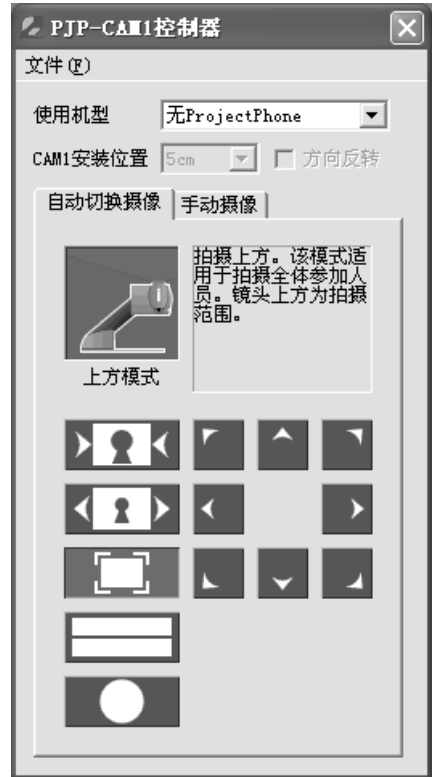 PJP-CAM1控制器
文件(F)
使用机型 无ProjectPhone
CAM1安装位置 5cm 方向反转
自动切换摄像 手动摄像
拍摄上方。该模式适
用于拍摄全体参加人
员。镜头上方为拍摄
范围。
上方模式